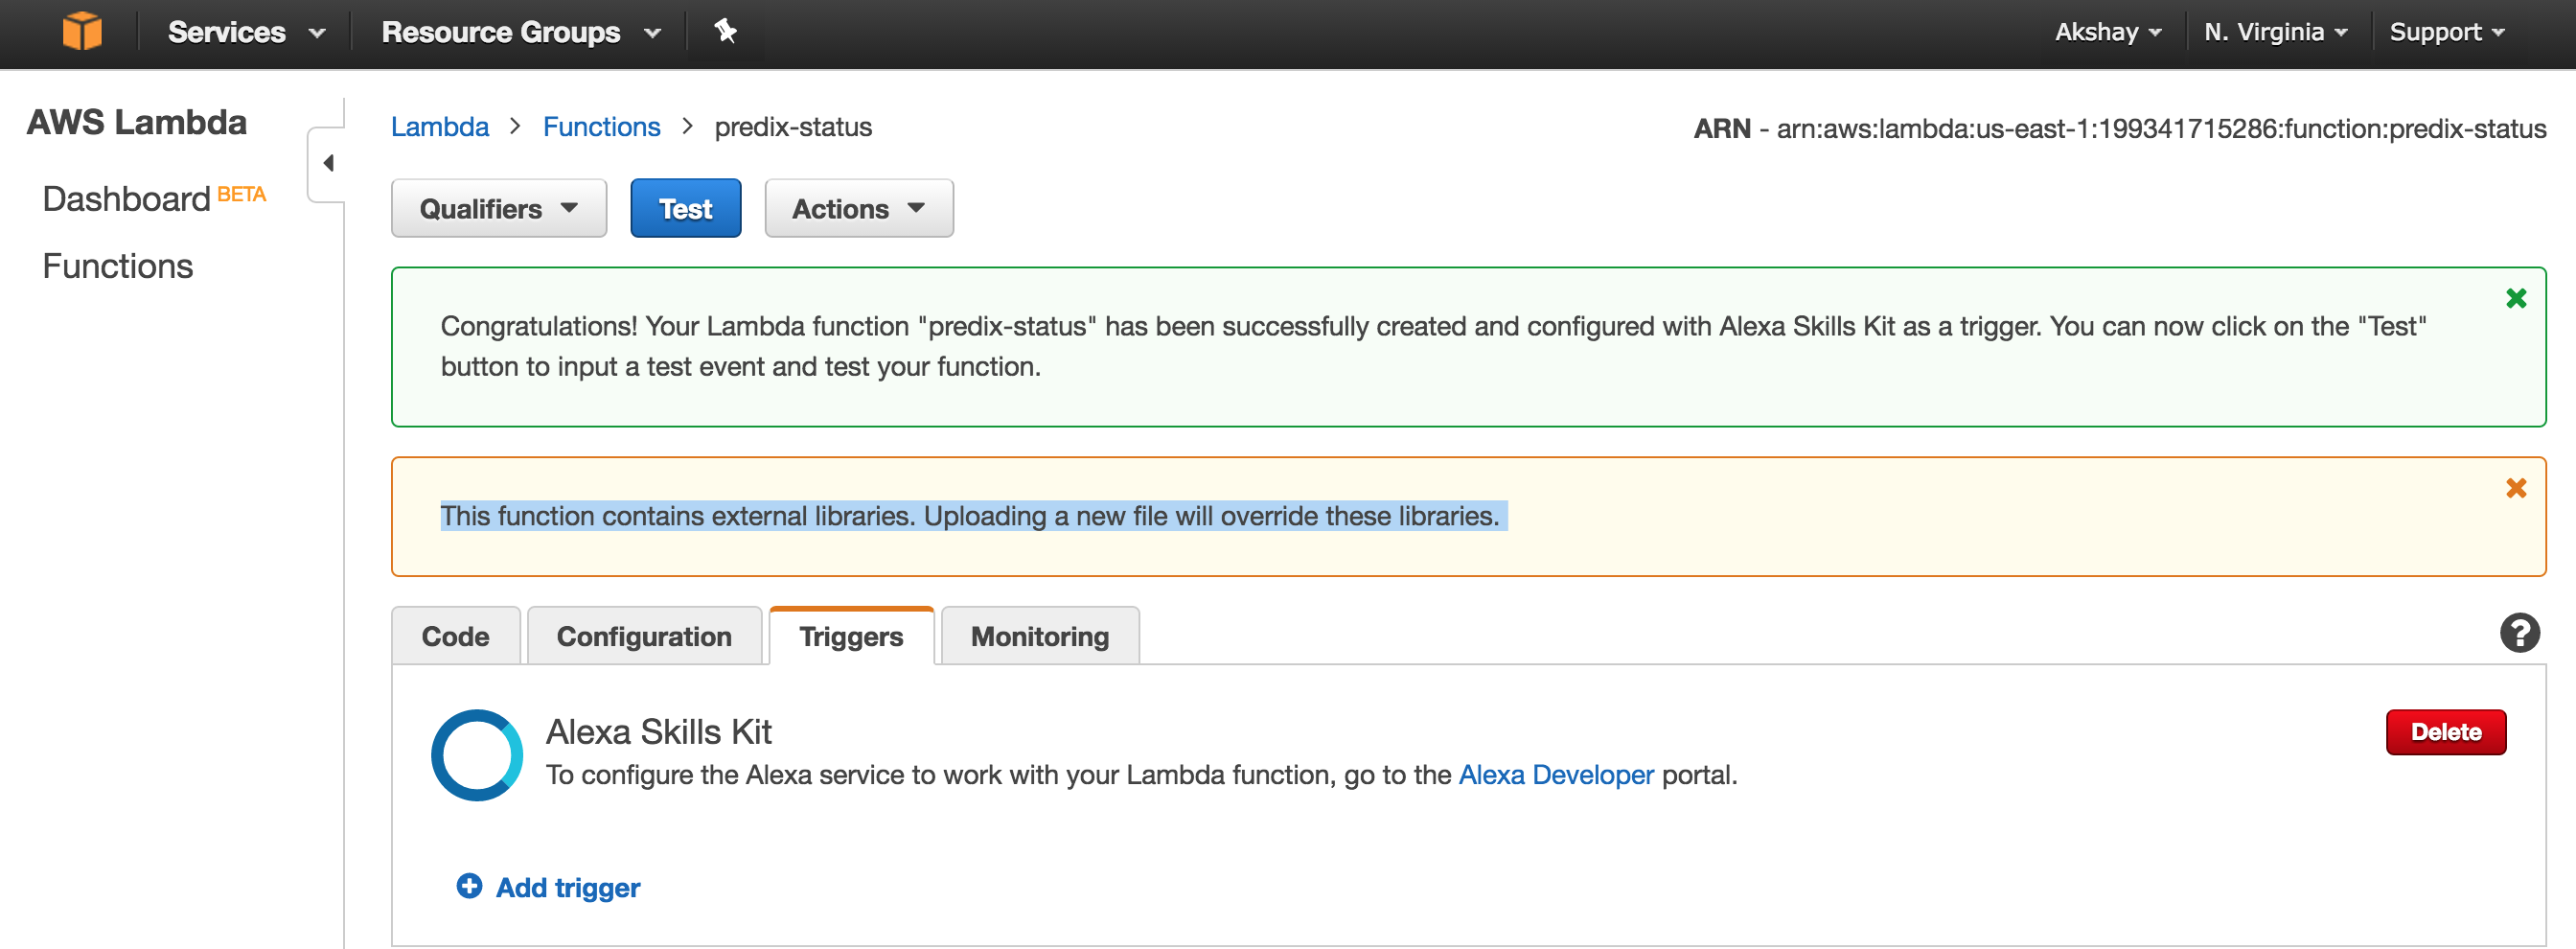 Services Resource Groups Akshay N. Virginia Support
AWS Lambda
Dashboard BETA
Functions
Lambda > Functions > predix-status
ARN - arn:aws:lambda:us-east-1:199341715286:function:predix-status
Qualifiers Test Actions
Congratulations! Your Lambda function "predix-status" has been successfully created and configured with Alexa Skills Kit as a trigger. You can now click on the "Test"
button to input a test event and test your function.
This function contains external libraries. Uploading a new file will override these libraries.
Code Configuration Triggers Monitoring ?
Alexa Skills Kit
Delete
To configure the Alexa service to work with your Lambda function, go to the Alexa Developer portal.
Add trigger